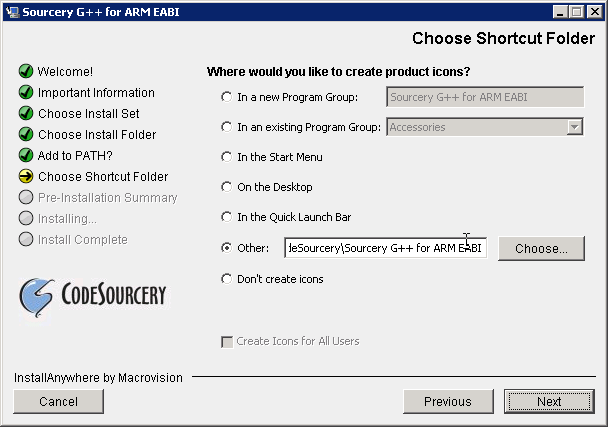 Sourcery G++ for ARM EABI
Choose Shortcut Folder
Welcome!
Important Information
Choose Install Set
Choose Install Folder
Add to PATH?
Choose Shortcut Folder
Pre-Installation Summary
Installing...
Install Complete
CODESOURCERY
Where would you like to create product icons?
In a new Program Group: Sourcery G++ for ARM EABI
In an existing Program Group: Accessories
In the Start Menu
On the Desktop
In the Quick Launch Bar
Other: deSourcery\Sourcery G++ for ARM EABI Choose...
Don't create icons
Create Icons for All Users
InstallAnywhere by Macrovision
Cancel Previous Next